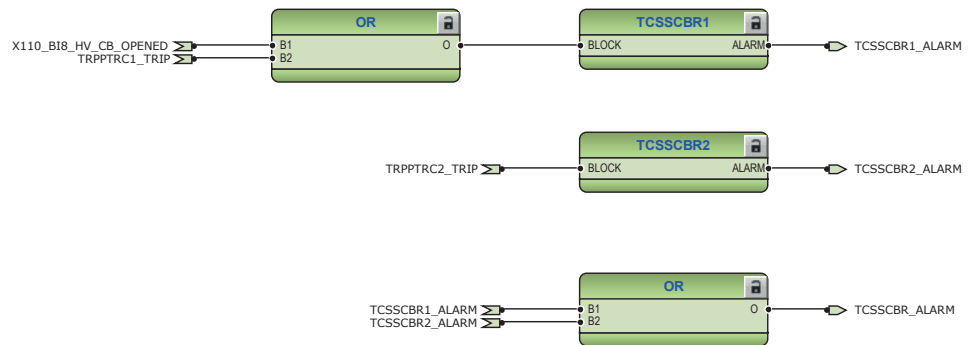 OR
TCSSCBR1
X110_BI8_HV_CB_OPENED
B1
O
BLOCK
ALARM
TCSSCBR1_ALARM
TRPPTRC1_TRIP
B2
TCSSCBR2
TRPPTRC2_TRIP
BLOCK
ALARM
TCSSCBR2_ALARM
OR
TCSSCBR1_ALARM
B1
O
TCSSCBR_ALARM
TCSSCBR2_ALARM
B2